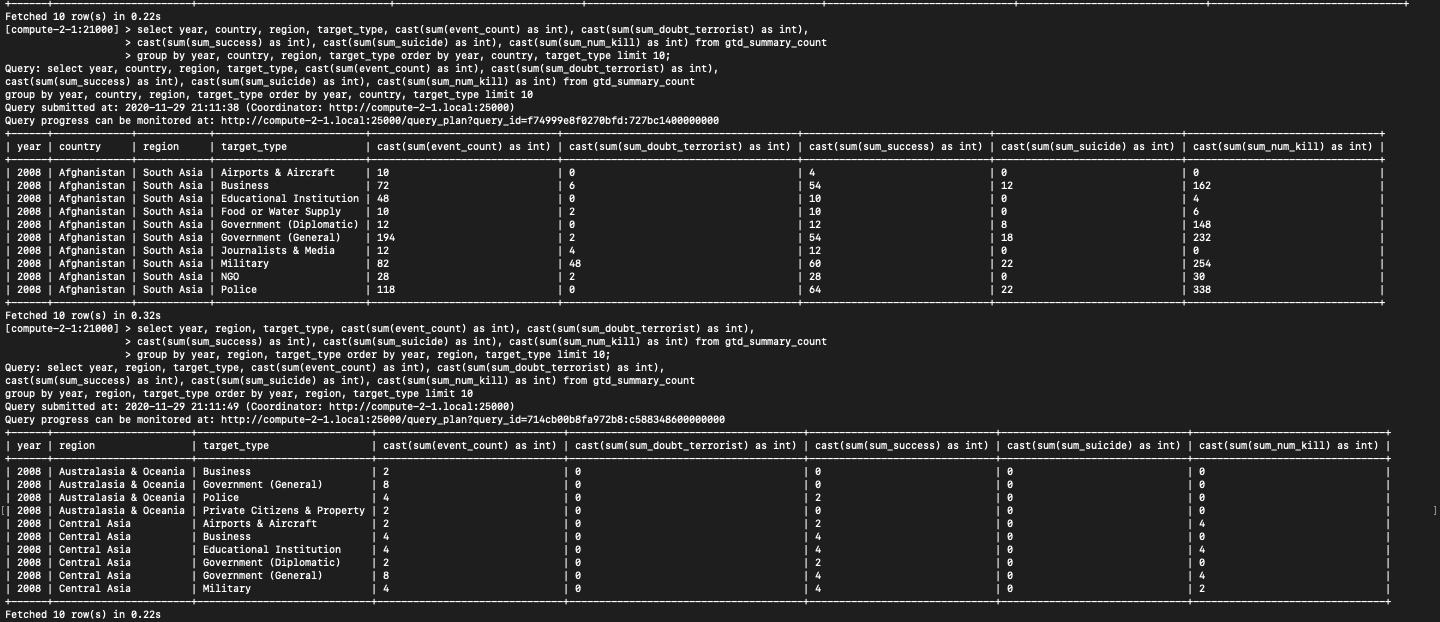 Fetched 10 row(s) in 0.22s
[compute-2-1:21000] > select year, country, region, target_type, cast(sum(event_count) as int), cast(sum(sum_doubt_terrorist) as int),
> cast(sum(sum_success) as int), cast(sum(sum_suicide) as int), cast(sum(sum_num_kill) as int) from gtd_summary_count
> group by year, country, region, target_type order by year, country, target_type limit 10;
Query: select year, country, region, target_type, cast(sum(event_count) as int), cast(sum(sum_doubt_terrorist) as int),
cast(sum(sum_success) as int), cast(sum(sum_suicide) as int), cast(sum(sum_num_kill) as int) from gtd_summary_count
group by year, country, region, target_type order by year, country, target_type limit 10
Query submitted at: 2020-11-29 21:11:38 (Coordinator: http://compute-2-1.local:25000)
Query progress can be monitored at: http://compute-2-1.local:25000/query_plan?query_id=f74999e8f0270bfd:727bc1400000000
| year | country | region | target_type | cast(sum(event_count) as int) | cast(sum(sum_doubt_terrorist) as int) | cast(sum(sum_success) as int) | cast(sum(sum_suicide) as int) | cast(sum(sum_num_kill) as int) |
| 2008 | Afghanistan | South Asia | Airports & Aircraft | 10 | 0 | 4 | 0 | 0 |
| 2008 | Afghanistan | South Asia | Business | 72 | 6 | 54 | 12 | 162 |
| 2008 | Afghanistan | South Asia | Educational Institution | 48 | 0 | 10 | 0 | 4 |
| 2008 | Afghanistan | South Asia | Food or Water Supply | 10 | 2 | 10 | 0 | 6 |
| 2008 | Afghanistan | South Asia | Government (Diplomatic) | 12 | 0 | 12 | 8 | 148 |
| 2008 | Afghanistan | South Asia | Government (General) | 194 | 2 | 54 | 18 | 232 |
| 2008 | Afghanistan | South Asia | Journalists & Media | 12 | 4 | 12 | 0 | 0 |
| 2008 | Afghanistan | South Asia | Military | 82 | 48 | 60 | 22 | 254 |
| 2008 | Afghanistan | South Asia | NGO | 28 | 2 | 28 | 0 | 30 |
| 2008 | Afghanistan | South Asia | Police | 118 | 0 | 64 | 22 | 338 |
Fetched 10 row(s) in 0.32s
[compute-2-1:21000] > select year, region, target_type, cast(sum(event_count) as int), cast(sum(sum_doubt_terrorist) as int),
> cast(sum(sum_success) as int), cast(sum(sum_suicide) as int), cast(sum(sum_num_kill) as int) from gtd_summary_count
> group by year, region, target_type order by year, region, target_type limit 10;
Query: select year, region, target_type, cast(sum(event_count) as int), cast(sum(sum_doubt_terrorist) as int),
cast(sum(sum_success) as int), cast(sum(sum_suicide) as int), cast(sum(sum_num_kill) as int) from gtd_summary_count
group by year, region, target_type order by year, region, target_type limit 10
Query submitted at: 2020-11-29 21:11:49 (Coordinator: http://compute-2-1.local:25000)
Query progress can be monitored at: http://compute-2-1.local:25000/query_plan?query_id=714cb00b8fa972b8:c588348600000000
| year | region | target_type | cast(sum(event_count) as int) | cast(sum(sum_doubt_terrorist) as int) | cast(sum(sum_success) as int) | cast(sum(sum_suicide) as int) | cast(sum(sum_num_kill) as int) |
| 2008 | Australasia & Oceania | Business | 2 | 0 | 0 | 0 | 0 |
| 2008 | Australasia & Oceania | Government (General) | 8 | 0 | 0 | 0 | 0 |
| 2008 | Australasia & Oceania | Police | 4 | 0 | 2 | 0 | 0 |
[| 2008 | Australasia & Oceania | Private Citizens & Property | 2 | 0 | 0 | 0 | 0 | ]
| 2008 | Central Asia | Airports & Aircraft | 2 | 0 | 2 | 0 | 4 |
| 2008 | Central Asia | Business | 4 | 0 | 4 | 0 | 0 |
| 2008 | Central Asia | Educational Institution | 4 | 0 | 4 | 0 | 4 |
| 2008 | Central Asia | Government (Diplomatic) | 2 | 0 | 2 | 0 | 0 |
| 2008 | Central Asia | Government (General) | 8 | 0 | 4 | 0 | 4 |
| 2008 | Central Asia | Military | 4 | 0 | 4 | 0 | 2 |
Fetched 10 row(s) in 0.22s